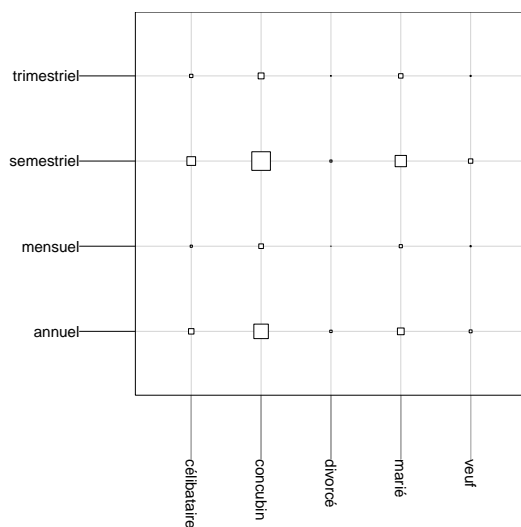 trimestriel
semestriel
mensuel
annuel
célibataire
concubin
divorcé
marié
veuf